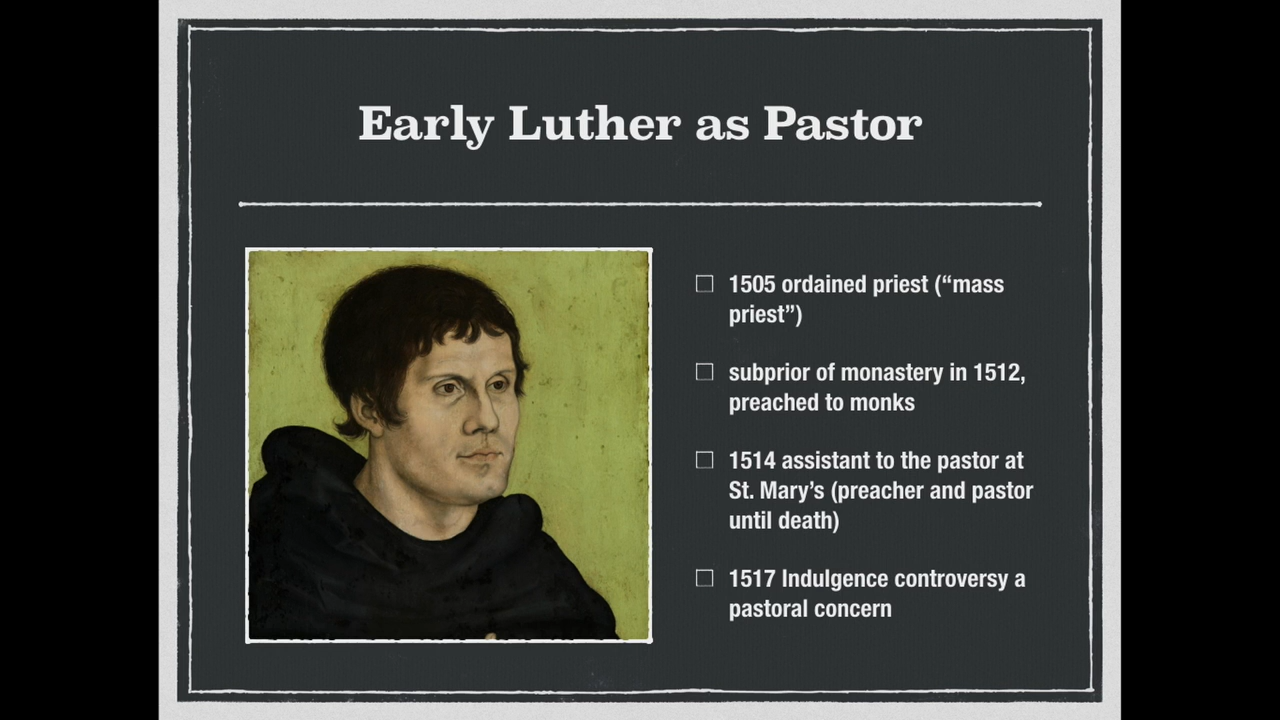 Early Luther as Pastor
1505 ordained priest (“mass
priest”)
subprior of monastery in 1512,
preached to monks
1514 assistant to the pastor at
St. Mary’s (preacher and pastor
until death)
1517 Indulgence controversy a
pastoral concern